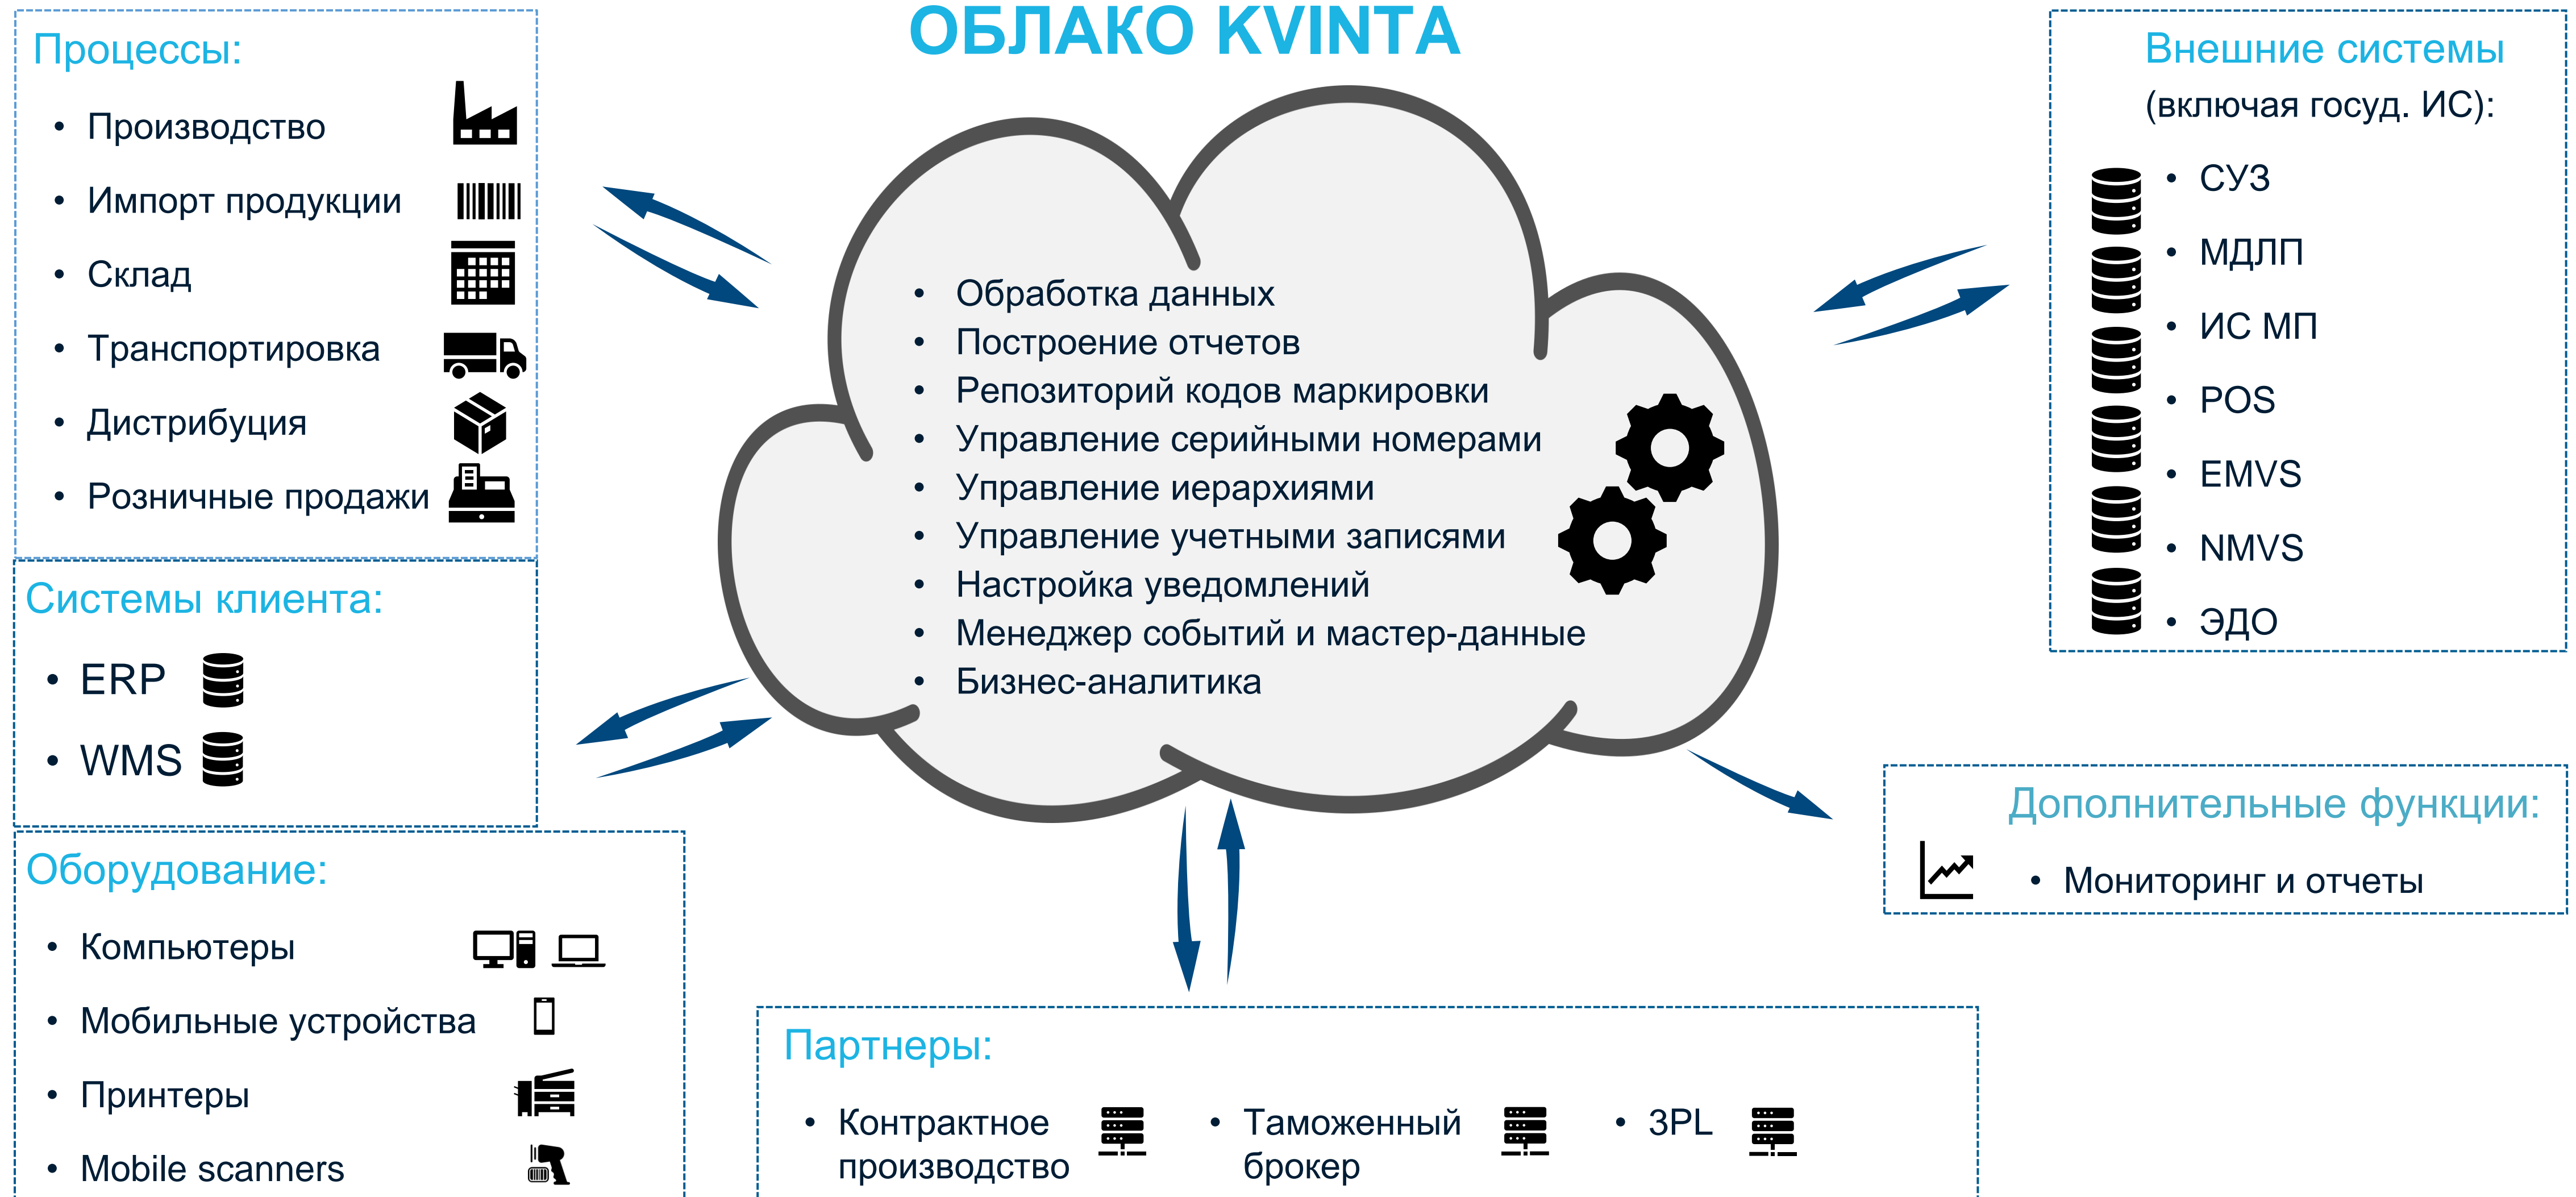 ОБЛАКО KVINTA
Процессы:
• Производство
• Импорт продукции
• Склад
• Транспортировка
• Дистрибуция
• Розничные продажи
Системы клиента:
• ERP
• WMS
Оборудование:
• Компьютеры
• Мобильные устройства
• Принтеры
• Mobile scanners
• Обработка данных
• Построение отчетов
• Репозиторий кодов маркировки
• Управление серийными номерами
• Управление иерархиями
• Управление учетными записями
• Настройка уведомлений
• Менеджер событий и мастер-данные
• Бизнес-аналитика
Партнеры:
• Контрактное
производство
• Таможенный
брокер
• 3PL
Внешние системы
(включая госуд. ИС):
• СУЗ
• МДЛП
• ИС МП
• POS
• EMVS
• NMVS
• ЭДО
Дополнительные функции:
• Мониторинг и отчеты